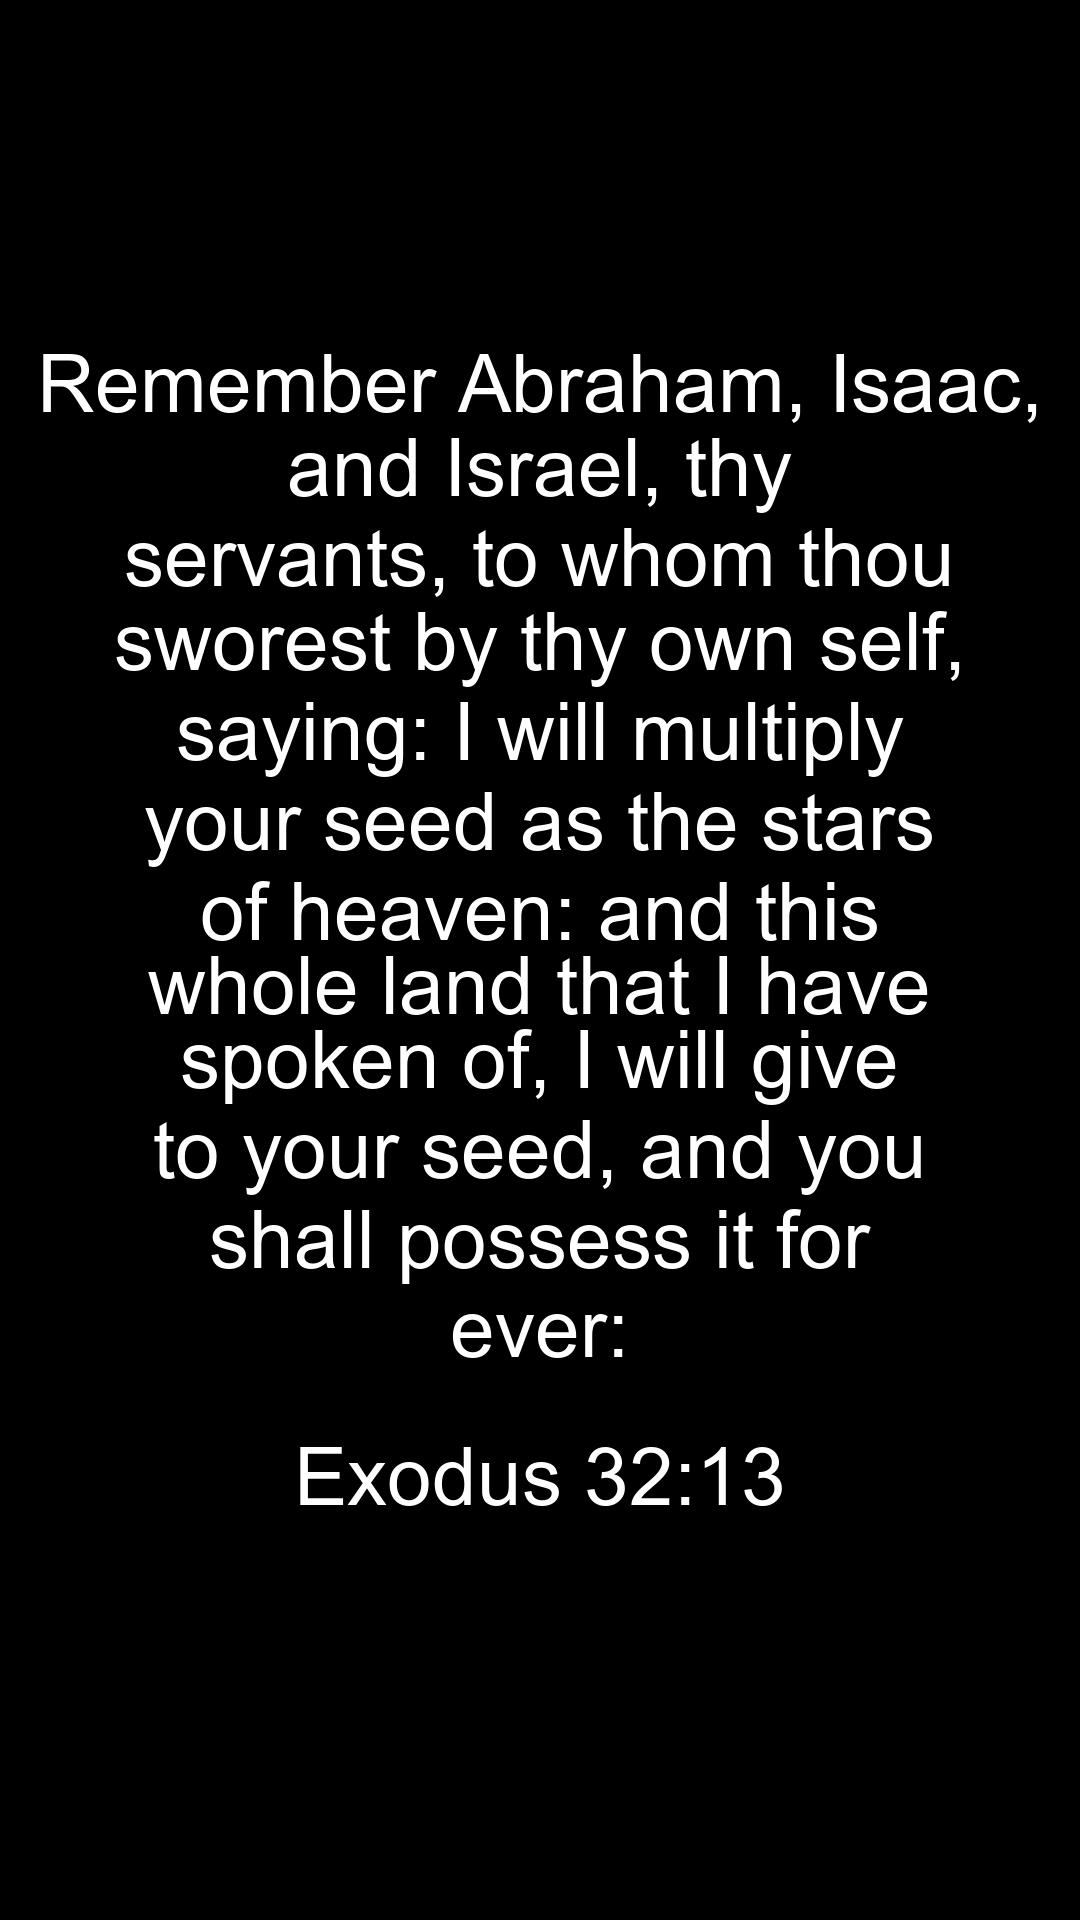 Remember Abraham, Isaac,
and Israel, thy
servants, to whom thou
sworest by thy own self,
saying: I will multiply
your seed as the stars
of heaven: and this
whole land that I have
spoken of, I will give
to your seed, and you
shall possess it for
ever:
Exodus 32:13